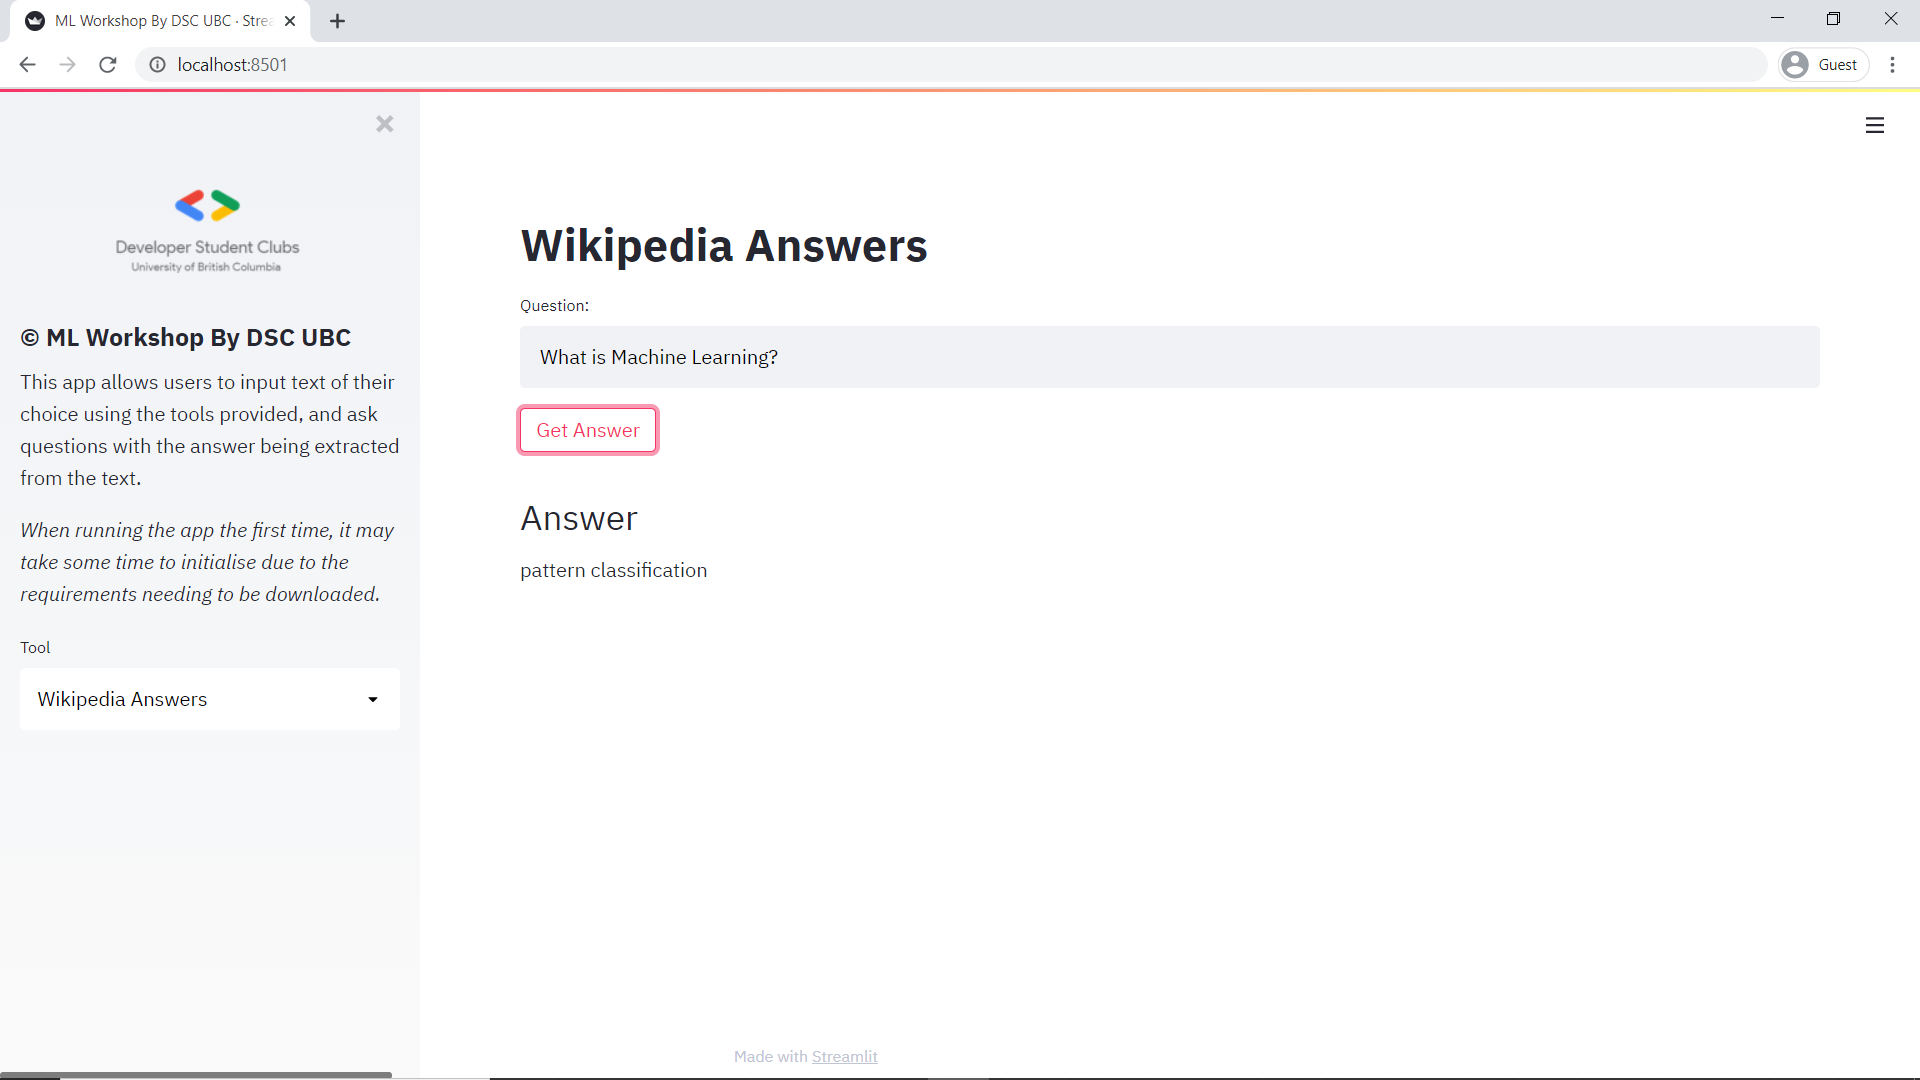 ML Workshop By DSC UBC · Strea
localhost:8501
Guest
Developer Student Clubs
University of British Columbia
© ML Workshop By DSC UBC
This app allows users to input text of their
choice using the tools provided, and ask
questions with the answer being extracted
from the text.
When running the app the first time, it may
take some time to initialise due to the
requirements needing to be downloaded.
Tool
Wikipedia Answers
Wikipedia Answers
Question:
What is Machine Learning?
Get Answer
Answer
pattern classification
Made with Streamlit